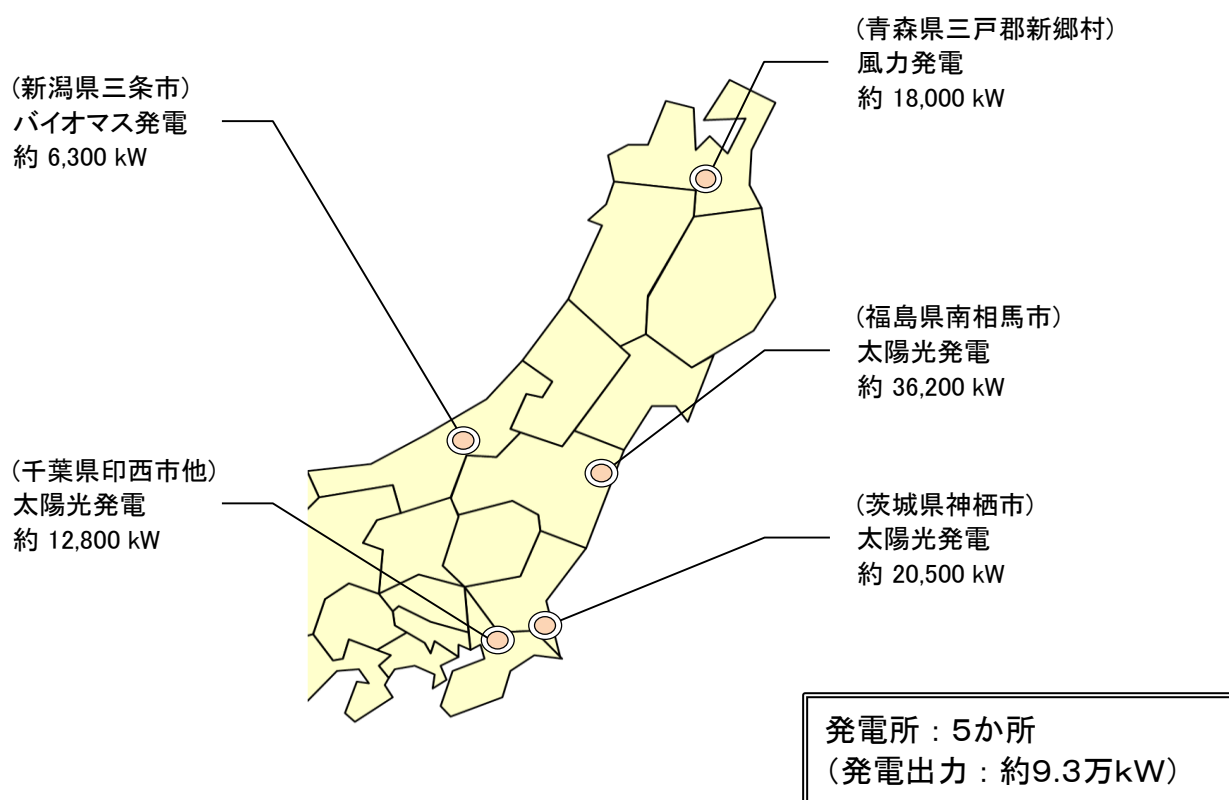 (青森県三戸郡新郷村)
風力発電
約 18,000 kW
(新潟県三条市)
バイオマス発電
約 6,300 kW
(福島県南相馬市)
太陽光発電
約 36,200 kW
(千葉県印西市他)
太陽光発電
約 12,800 kW
(茨城県神栖市)
太陽光発電
約 20,500 kW
発電所：5か所
(発電出力：約9.3万kW)